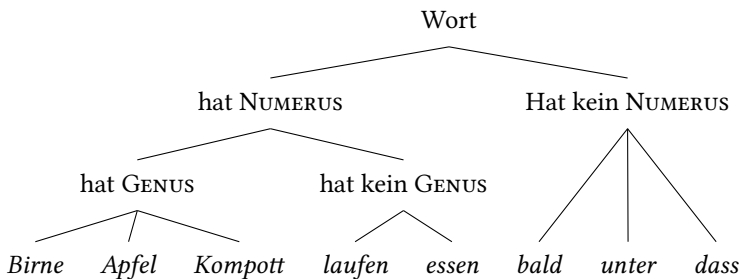 Wort
hat NUMERUS Hat kein NUMERUS
hat GENUS hat kein GENUS
Birne Apfel Kompott laufen essen bald unter dass